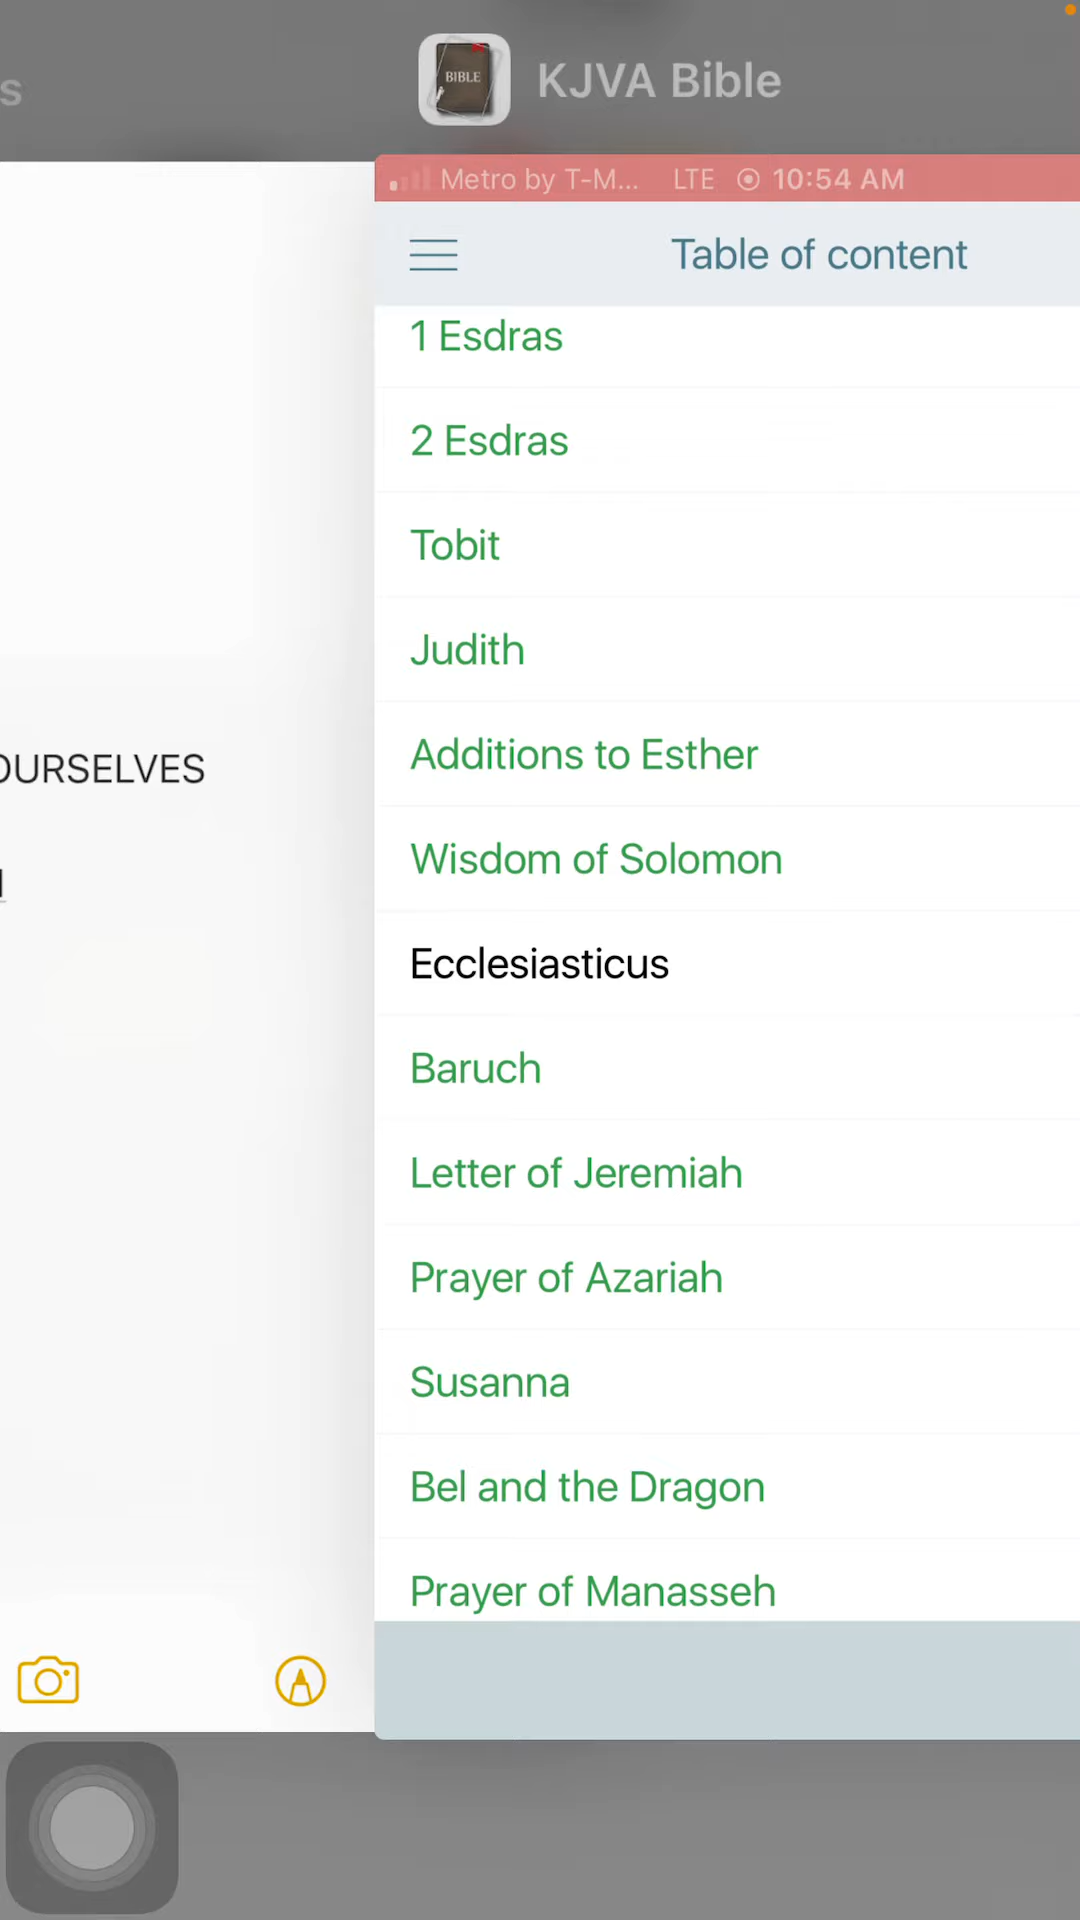 s
BIBLE
KJVA Bible
Metro by T-M... LTE 10:54 AM
Table of content
1 Esdras
2 Esdras
Tobit
Judith
Additions to Esther
OURSELVES
Wisdom of Solomon
Ecclesiasticus
Baruch
Letter of Jeremiah
Prayer of Azariah
Susanna
Bel and the Dragon
Prayer of Manasseh